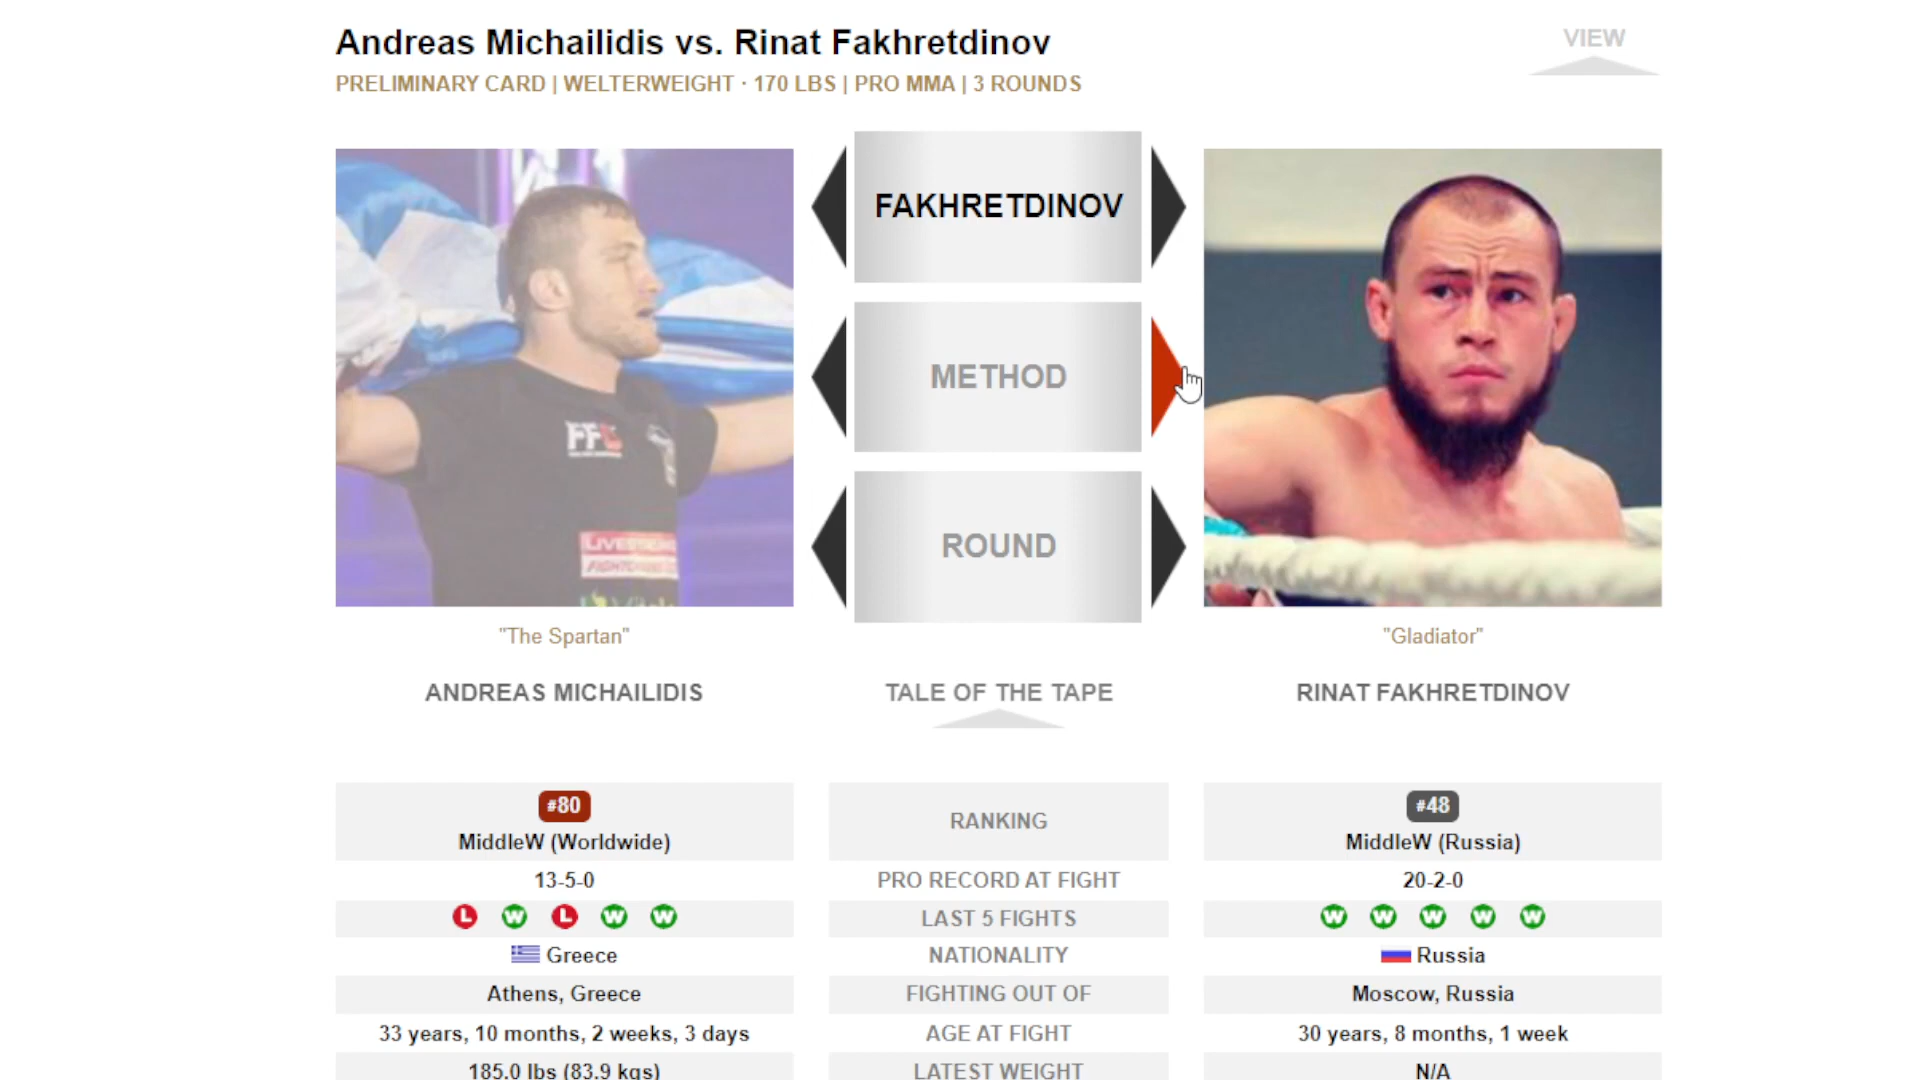 Andreas Michailidis vs. Rinat Fakhretdinov
VIEW
PRELIMINARY CARD | WELTERWEIGHT · 170 LBS | PRO MMA | 3 ROUNDS
FAKHRETDINOV
METHOD
ROUND
"The Spartan"
"Gladiator"
ANDREAS MICHAILIDIS
TALE OF THE TAPE
RINAT FAKHRETDINOV
#80
MiddleW (Worldwide)
RANKING
#48
MiddleW (Russia)
13-5-0
PRO RECORD AT FIGHT
20-2-0
L W L W W
LAST 5 FIGHTS
W W W W W
Greece
NATIONALITY
Russia
Athens, Greece
FIGHTING OUT OF
Moscow, Russia
33 years, 10 months, 2 weeks, 3 days
AGE AT FIGHT
30 years, 8 months, 1 week
185.0 lbs (83.9 kgs)
LATEST WEIGHT
N/A